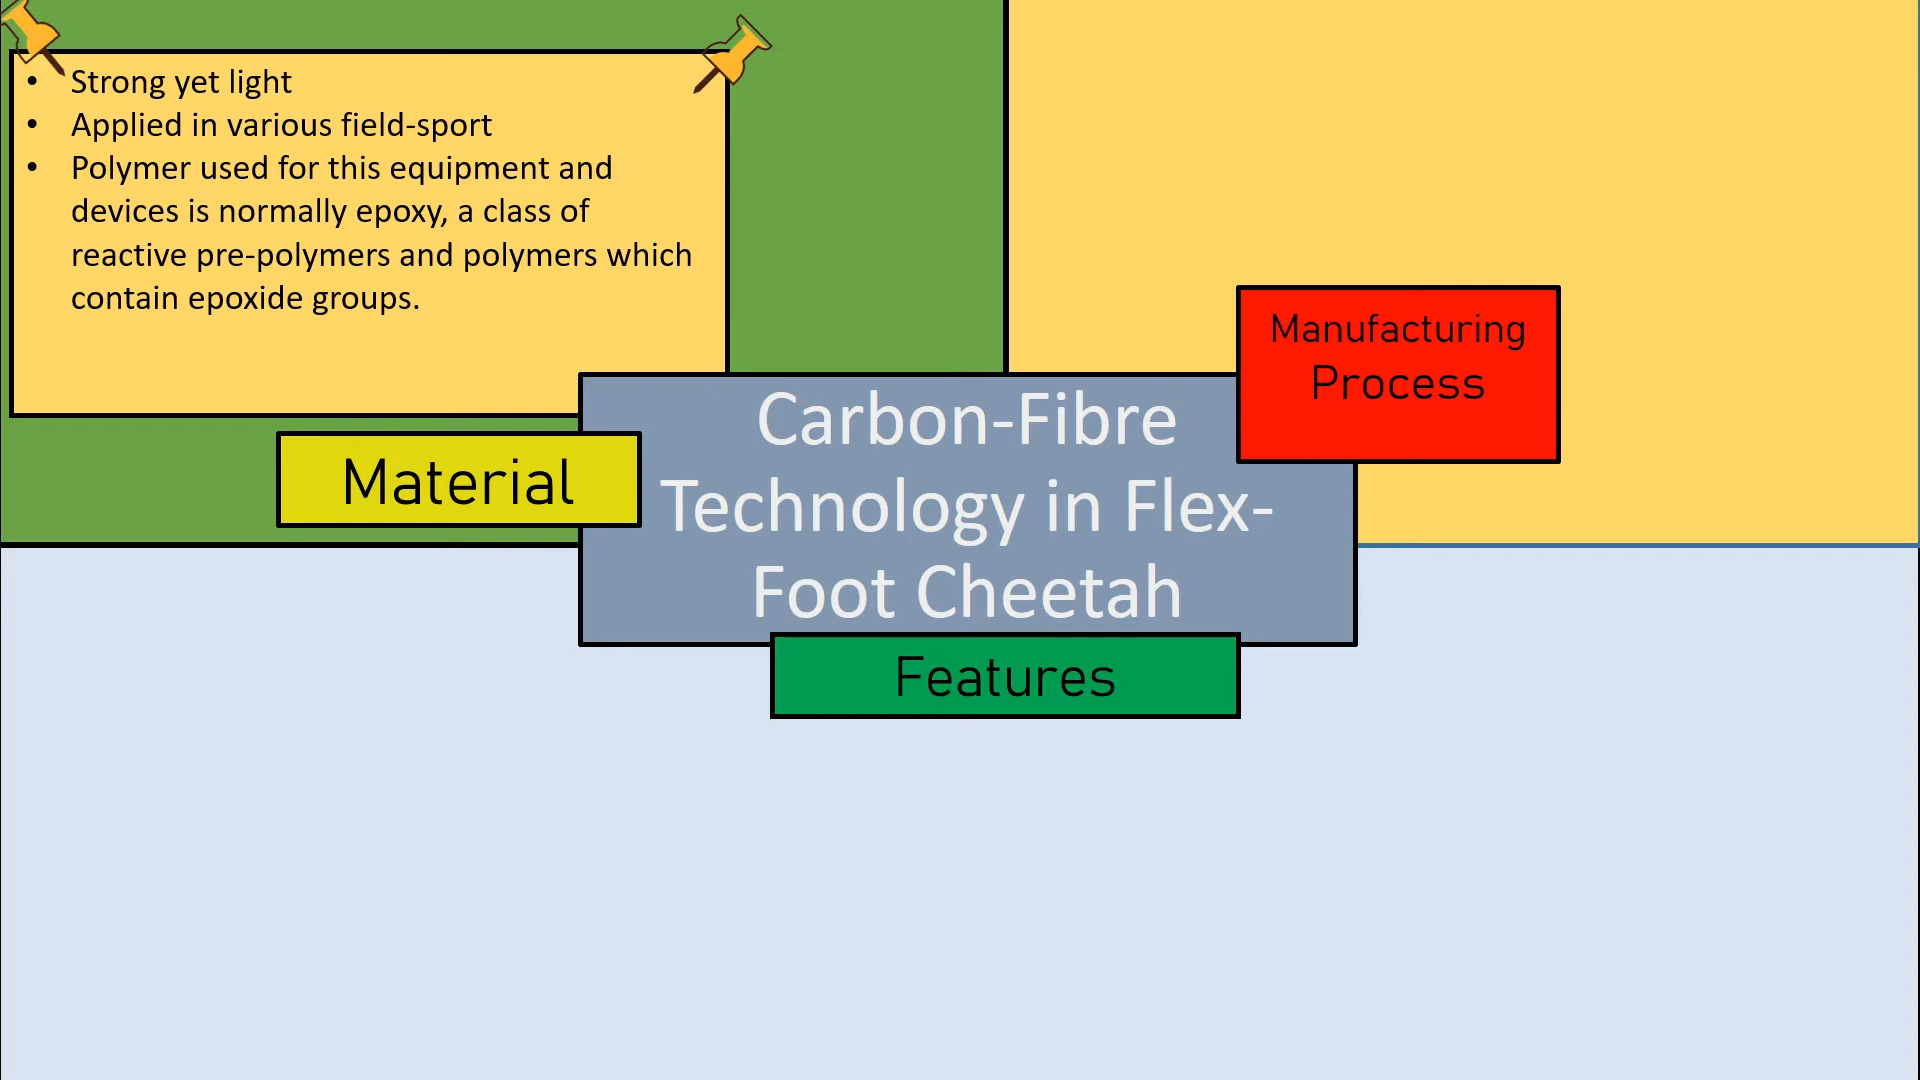 • Strong yet light
• Applied in various field-sport
• Polymer used for this equipment and
devices is normally epoxy, a class of
reactive pre-polymers and polymers which
contain epoxide groups.
Manufacturing
Process
Material
Carbon-Fibre
Technology in Flex-
Foot Cheetah
Features